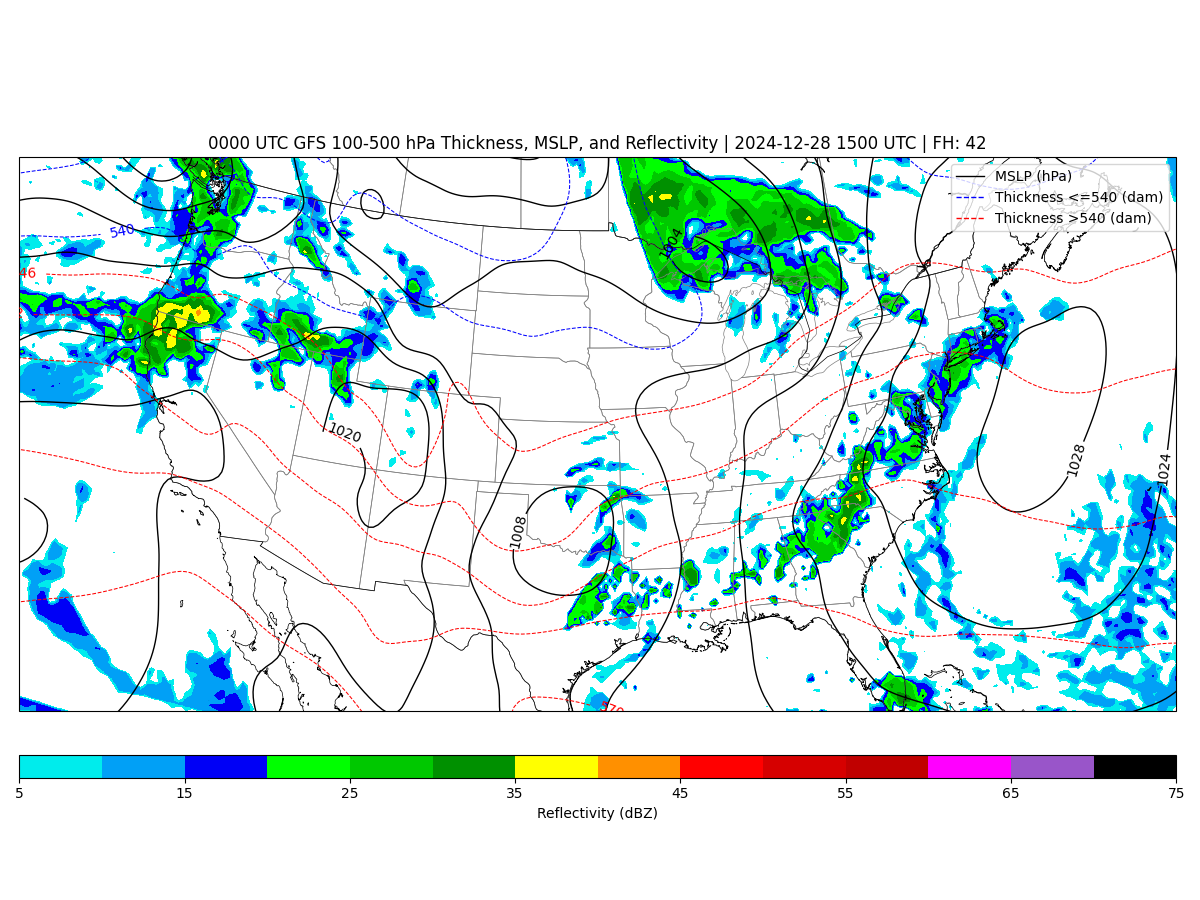 0000 UTC GFS 100-500 hPa Thickness, MSLP, and Reflectivity | 2024-12-28 1500 UTC | FH: 42
MSLP (hPa)
Thickness <=540 (dam)
Thickness >540 (dam)
540
1004
46
1020
1028
1024
1008
570
5 15 25 35 45 55 65 75
Reflectivity (dBZ)